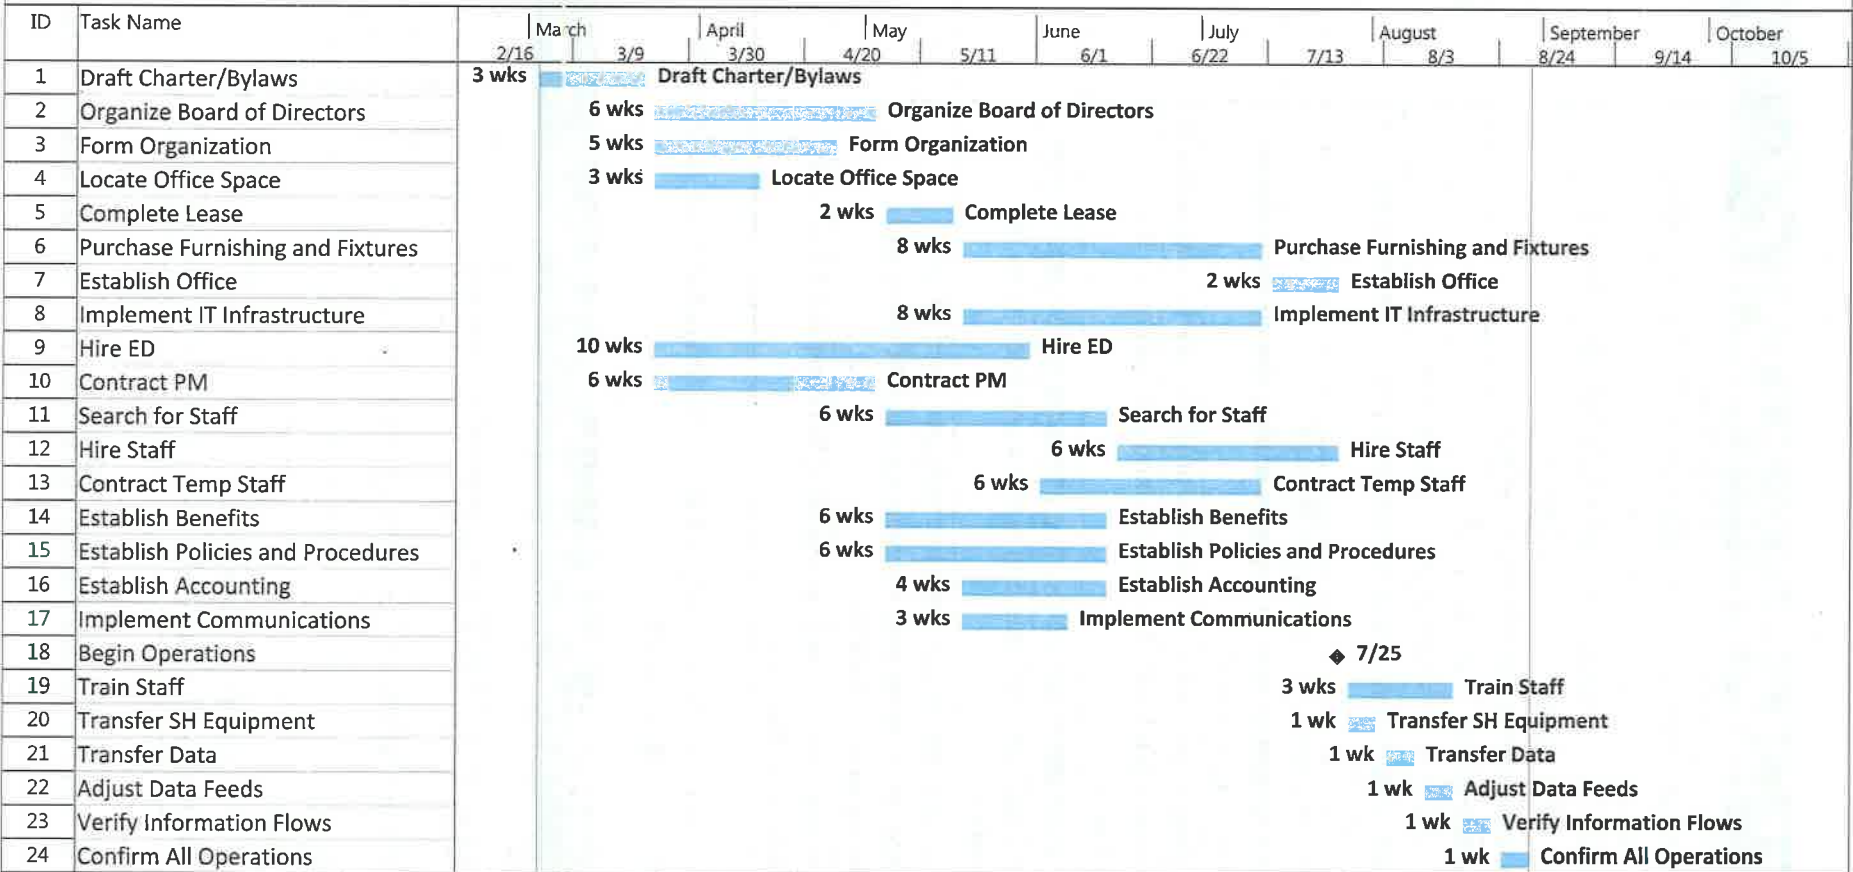 ID Task Name March April May June July August September October
2/16 3/9 3/30 4/20 5/11 6/1 6/22 7/13 8/3 8/24 9/14 10/5
1 Draft Charter/Bylaws 3 wks Draft Charter/Bylaws
2 Organize Board of Directors 6 wks Organize Board of Directors
3 Form Organization 5 wks Form Organization
4 Locate Office Space 3 wks Locate Office Space
5 Complete Lease 2 wks Complete Lease
6 Purchase Furnishing and Fixtures 8 wks Purchase Furnishing and Fixtures
7 Establish Office 2 wks Establish Office
8 Implement IT Infrastructure 8 wks Implement IT Infrastructure
9 Hire ED 10 wks Hire ED
10 Contract PM 6 wks Contract PM
11 Search for Staff 6 wks Search for Staff
12 Hire Staff 6 wks Hire Staff
13 Contract Temp Staff 6 wks Contract Temp Staff
14 Establish Benefits 6 wks Establish Benefits
15 Establish Policies and Procedures 6 wks Establish Policies and Procedures
16 Establish Accounting 4 wks Establish Accounting
17 Implement Communications 3 wks Implement Communications
18 Begin Operations 7/25
19 Train Staff 3 wks Train Staff
20 Transfer SH Equipment 1 wk Transfer SH Equipment
21 Transfer Data 1 wk Transfer Data
22 Adjust Data Feeds 1 wk Adjust Data Feeds
23 Verify Information Flows 1 wk Verify Information Flows
24 Confirm All Operations 1 wk Confirm All Operations